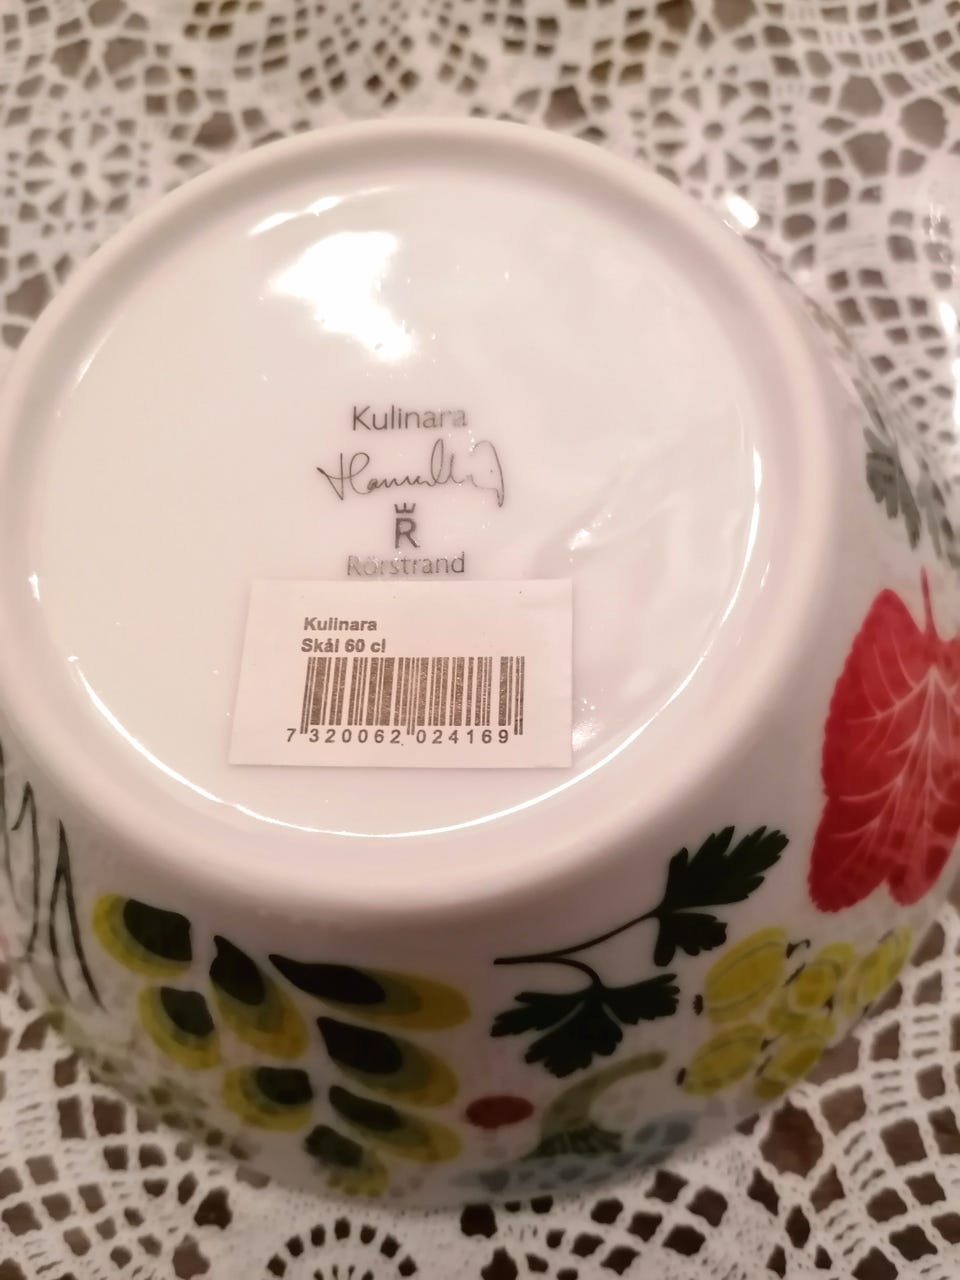 Kulinara
R
Rörstrand
Kulinara
Skål 60 cl
7 320062 024169